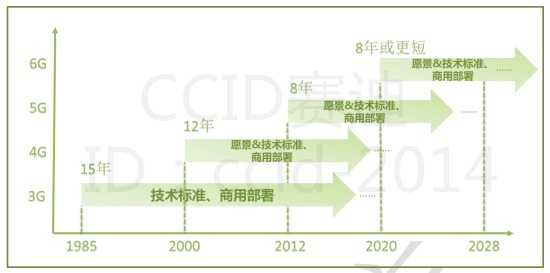 8年或更短
6G
愿景&技术标准、
商用部署
......
8年
5G
愿景&技术标准、
商用部署
......
12年
4G
愿景&技术标准、
商用部署
......
15年
3G
技术标准、商用部署
......
1985
2000
2012
2020
2028
CCID赛迪
ID：ccid-2014